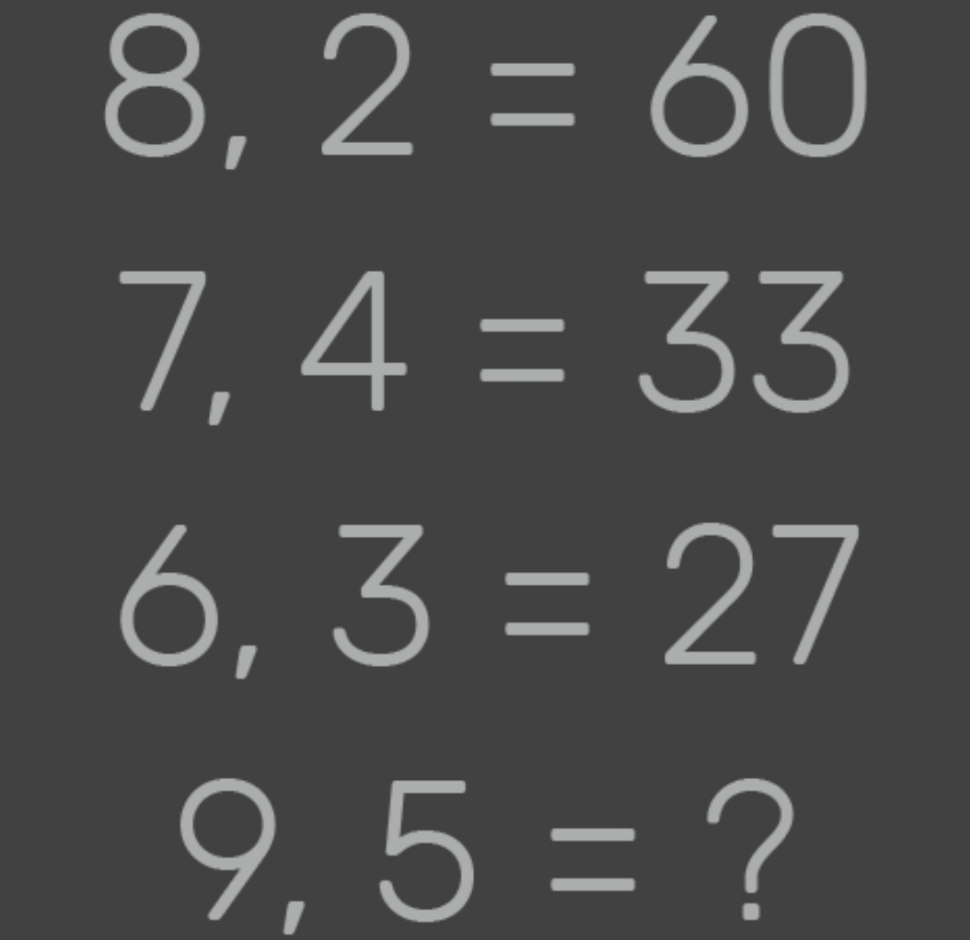 8, 2 = 60
7, 4 = 33
6, 3 = 27
9, 5 = ?